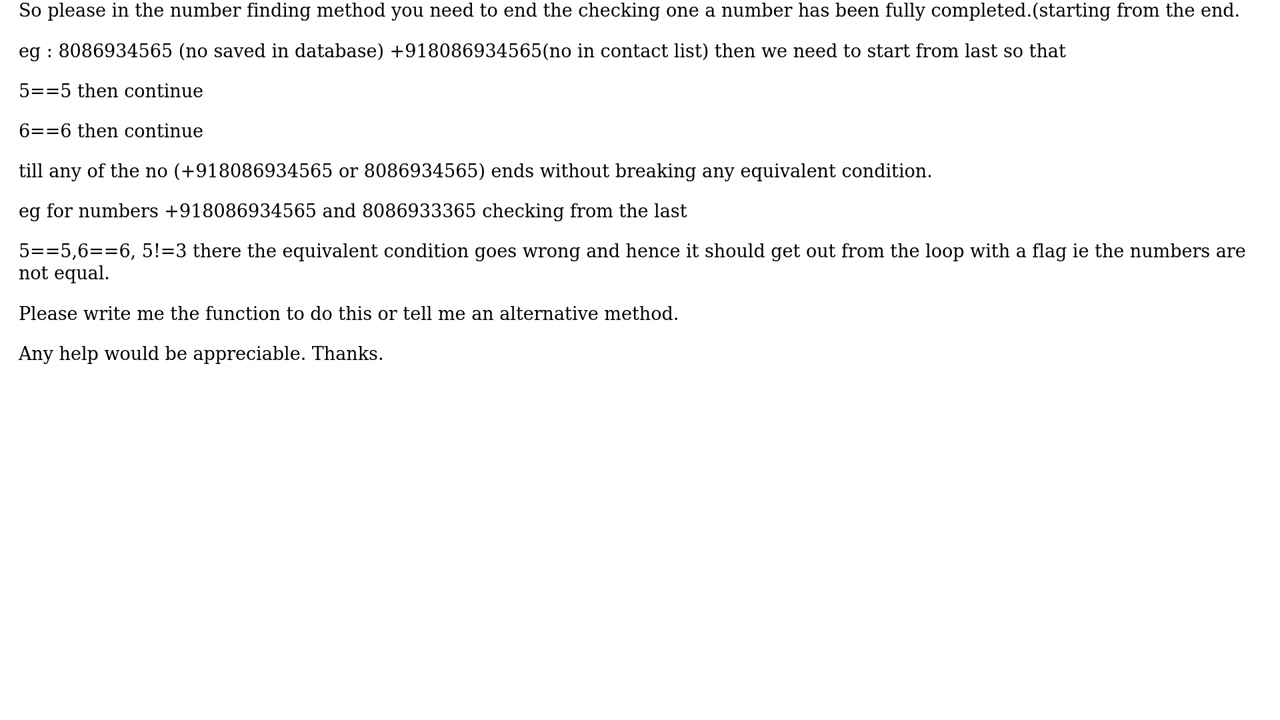 So please in the number finding method you need to end the checking one a number has been fully completed.(starting from the end.
eg : 8086934565 (no saved in database) +918086934565(no in contact list) then we need to start from last so that
5==5 then continue
6==6 then continue
till any of the no (+918086934565 or 8086934565) ends without breaking any equivalent condition.
eg for numbers +918086934565 and 8086933365 checking from the last
5==5,6==6, 5!=3 there the equivalent condition goes wrong and hence it should get out from the loop with a flag ie the numbers are
not equal.
Please write me the function to do this or tell me an alternative method.
Any help would be appreciable. Thanks.